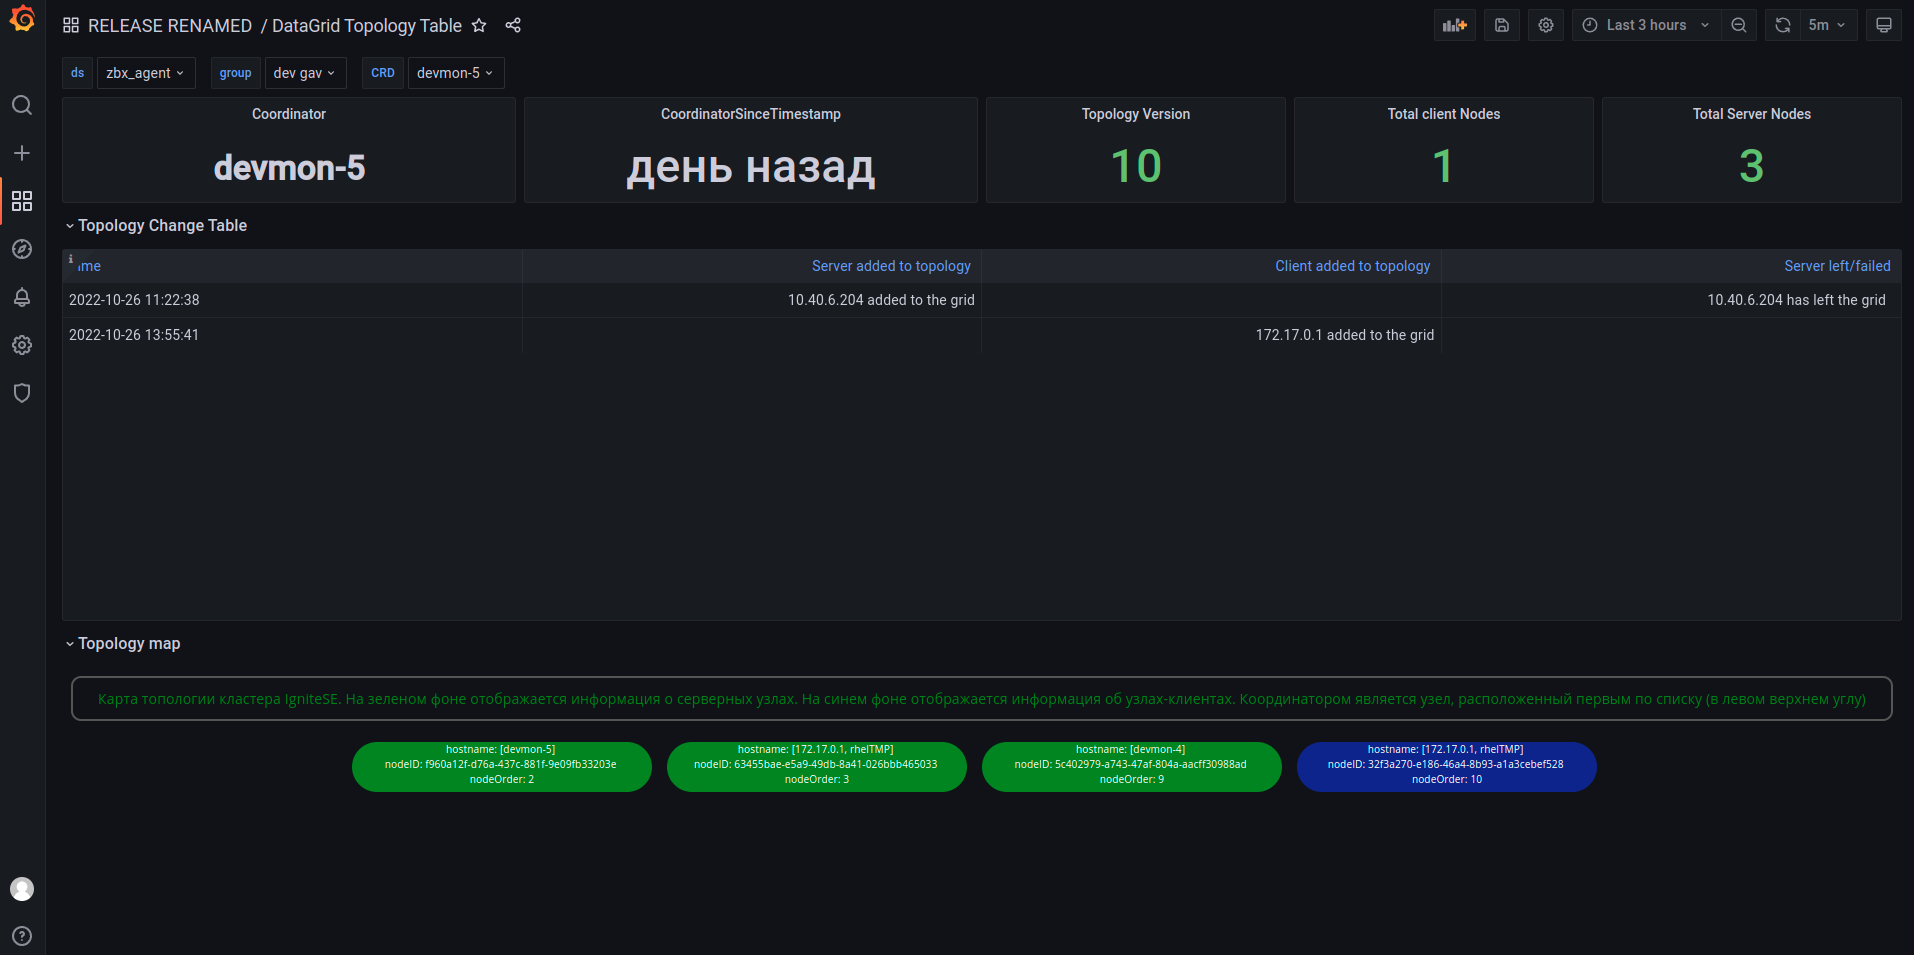 RELEASE RENAMED / DataGrid Topology Table
Last 3 hours
5m
ds zbx_agent group dev gav CRD devmon-5
Coordinator
devmon-5
CoordinatorSinceTimestamp
день назад
Topology Version
10
Total client Nodes
1
Total Server Nodes
3
Topology Change Table
ime Server added to topology Client added to topology Server left/failed
2022-10-26 11:22:38 10.40.6.204 added to the grid 10.40.6.204 has left the grid
2022-10-26 13:55:41 172.17.0.1 added to the grid
Topology map
Карта топологии кластера IgniteSE. На зеленом фоне отображается информация о серверных узлах. На синем фоне отображается информация об узлах-клиентах. Координатором является узел, расположенный первым по списку (в левом верхнем углу)
hostname: [devmon-5]
nodeID: f960a12f-d76a-437c-881f-9e09fb33203e
nodeOrder: 2
hostname: [172.17.0.1, rhelTMP]
nodeID: 63455bae-e5a9-49db-8a41-026bbb465033
nodeOrder: 3
hostname: [devmon-4]
nodeID: 5c402979-a743-47af-804a-aacff30988ad
nodeOrder: 9
hostname: [172.17.0.1, rhelTMP]
nodeID: 32f3a270-e186-46a4-8b93-a1a3cebef528
nodeOrder: 10